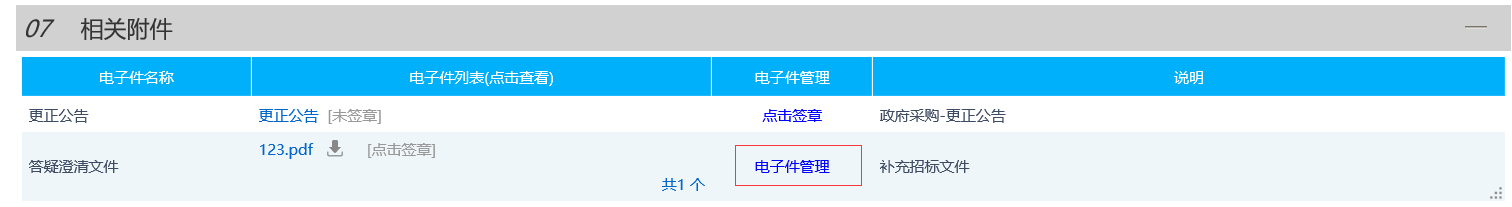 07 相关附件
电子件名称 电子件列表(点击查看) 电子件管理 说明
更正公告 更正公告 [未签章] 点击签章 政府采购-更正公告
123.pdf [点击签章]
答疑澄清文件 电子件管理 补充招标文件
共1 个